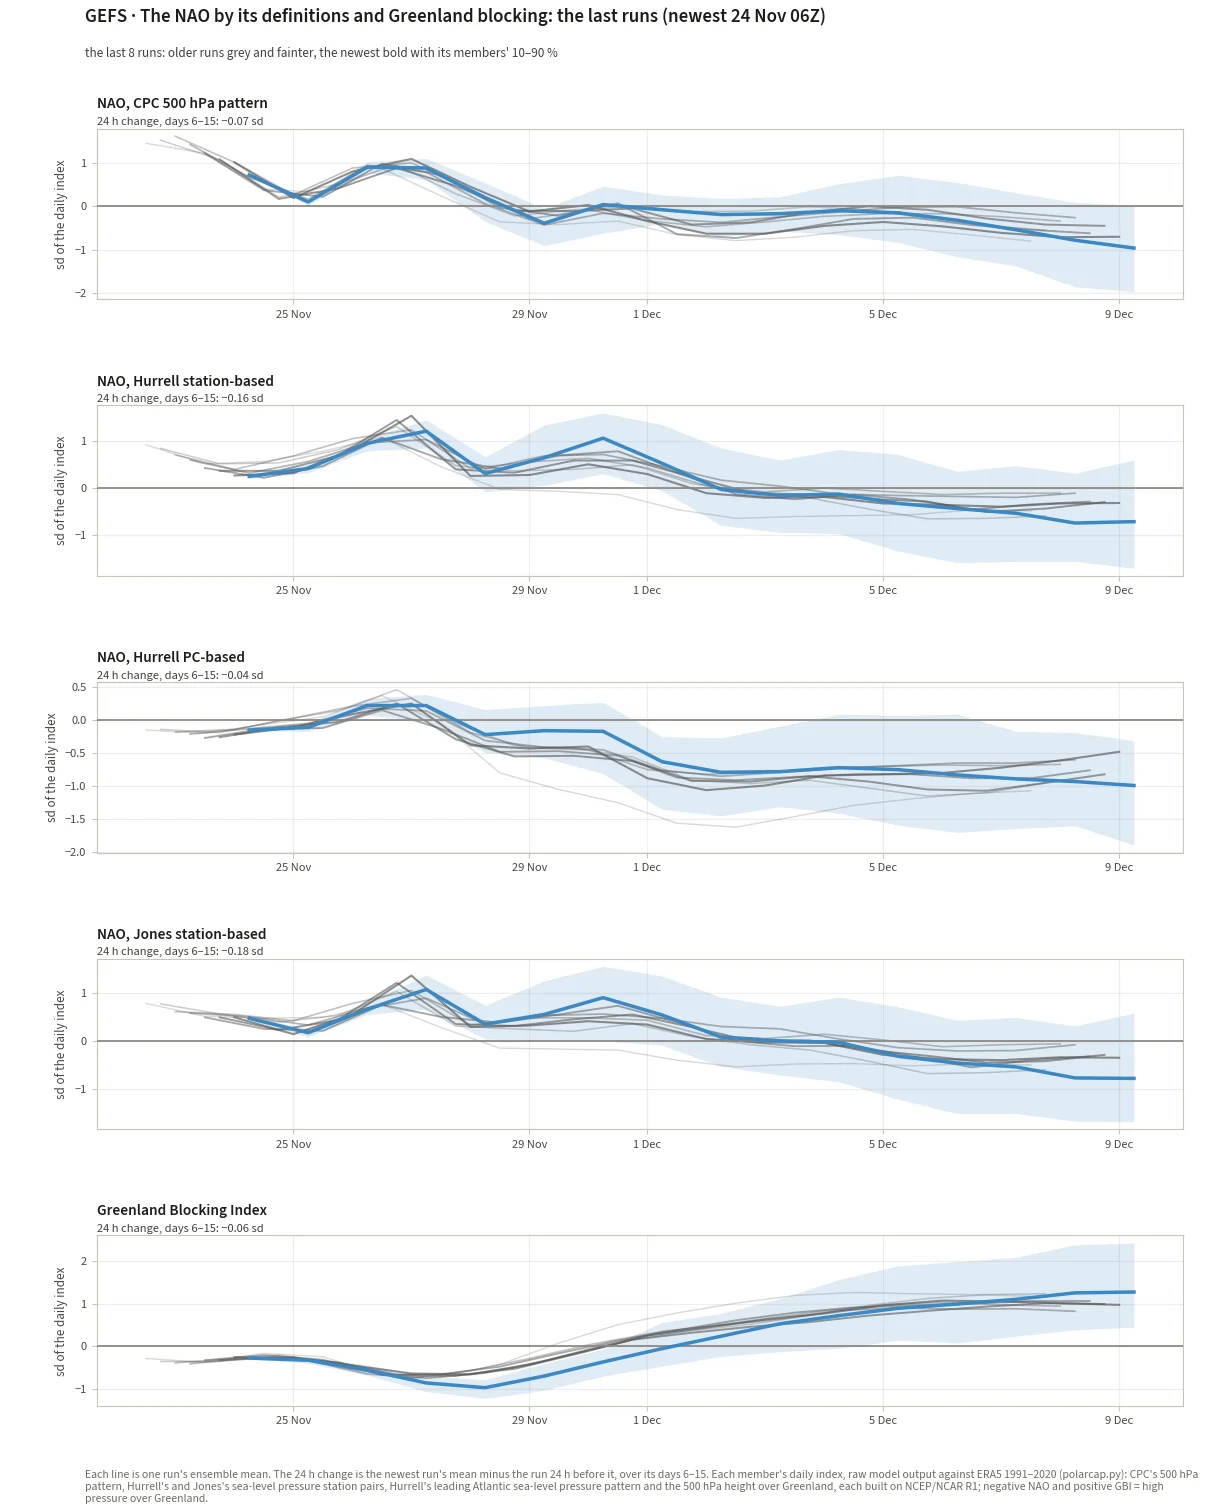 GEFS · The NAO by its definitions and Greenland blocking: the last runs (newest 24 Nov 06Z)
the last 8 runs: older runs grey and fainter, the newest bold with its members' 10–90 %
NAO, CPC 500 hPa pattern
24 h change, days 6–15: −0.07 sd
sd of the daily index
1
0
−1
−2
25 Nov
29 Nov
1 Dec
5 Dec
9 Dec
NAO, Hurrell station-based
24 h change, days 6–15: −0.16 sd
sd of the daily index
1
0
−1
25 Nov
29 Nov
1 Dec
5 Dec
9 Dec
NAO, Hurrell PC-based
24 h change, days 6–15: −0.04 sd
sd of the daily index
0.5
0.0
−0.5
−1.0
−1.5
−2.0
25 Nov
29 Nov
1 Dec
5 Dec
9 Dec
NAO, Jones station-based
24 h change, days 6–15: −0.18 sd
sd of the daily index
1
0
−1
25 Nov
29 Nov
1 Dec
5 Dec
9 Dec
Greenland Blocking Index
24 h change, days 6–15: −0.06 sd
sd of the daily index
2
1
0
−1
25 Nov
29 Nov
1 Dec
5 Dec
9 Dec
Each line is one run's ensemble mean. The 24 h change is the newest run's mean minus the run 24 h before it, over its days 6–15. Each member's daily index, raw model output against ERA5 1991–2020 (polarcap.py): CPC's 500 hPa
pattern, Hurrell's and Jones's sea-level pressure station pairs, Hurrell's leading Atlantic sea-level pressure pattern and the 500 hPa height over Greenland, each built on NCEP/NCAR R1; negative NAO and positive GBI = high
pressure over Greenland.